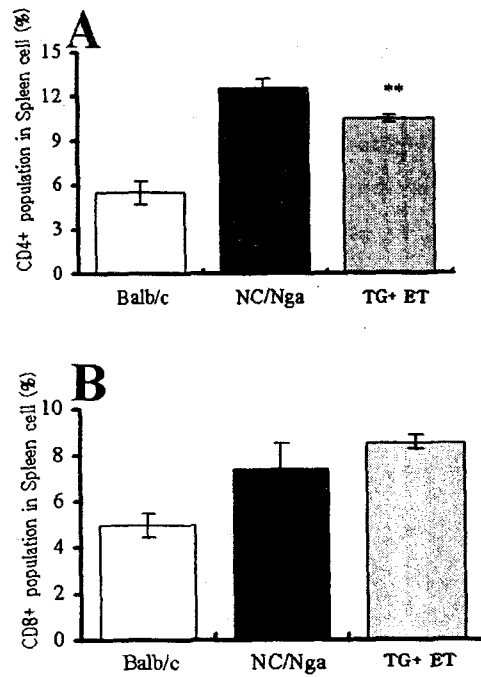 A
CD4+ population in Spleen cell (%)
15
12
9
6
3
0
**
Balb/c NC/Nga TG+ ET
B
CD8+ population in Spleen cell (%)
10
8
6
4
2
0
Balb/c NC/Nga TG+ ET